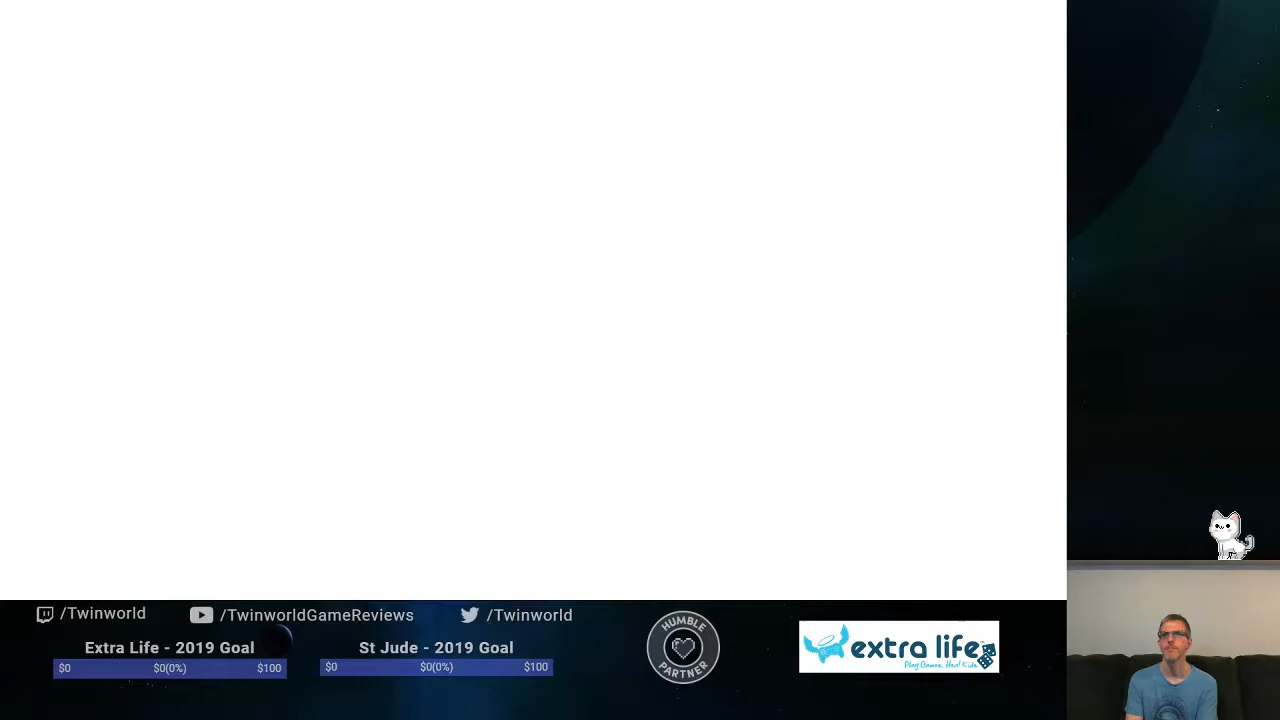 /Twinworld
/TwinworldGameReviews
/Twinworld
Extra Life - 2019 Goal
$0 $0(0%) $100
St Jude - 2019 Goal
$0 $0(0%) $100
HUMBLE
PARTNER
extra life
Play Games. Heal Kids.